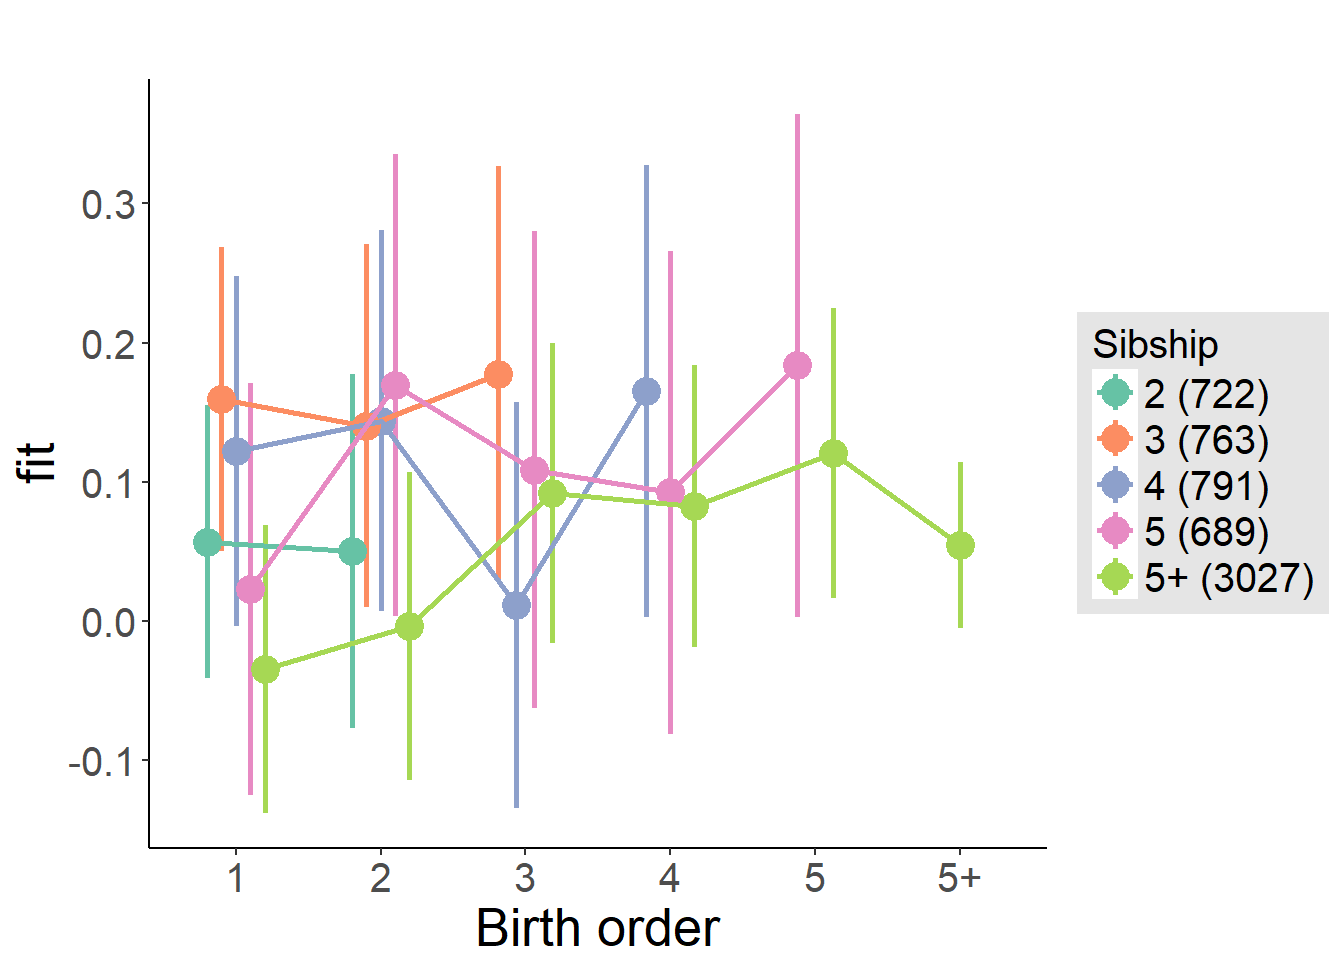 fit
0.3
0.2
0.1
0.0
-0.1
1 2 3 4 5 5+
Birth order
Sibship
2 (722)
3 (763)
4 (791)
5 (689)
5+ (3027)